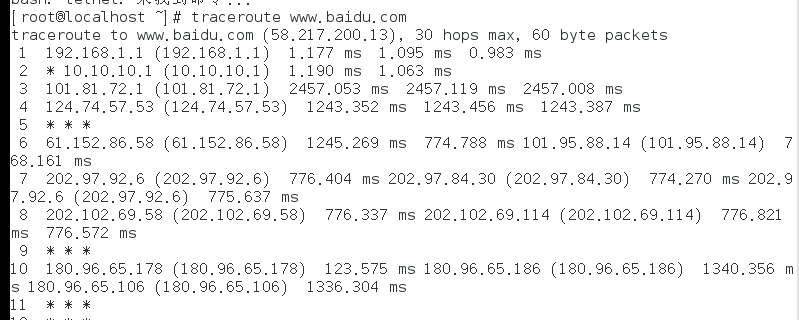 bash: telnet: 未找到命令...
[root@localhost ~]# traceroute www.baidu.com
traceroute to www.baidu.com (58.217.200.13), 30 hops max, 60 byte packets
1 192.168.1.1 (192.168.1.1) 1.177 ms 1.095 ms 0.983 ms
2 * 10.10.10.1 (10.10.10.1) 1.190 ms 1.063 ms
3 101.81.72.1 (101.81.72.1) 2457.053 ms 2457.119 ms 2457.008 ms
4 124.74.57.53 (124.74.57.53) 1243.352 ms 1243.456 ms 1243.387 ms
5 * * *
6 61.152.86.58 (61.152.86.58) 1245.269 ms 774.788 ms 101.95.88.14 (101.95.88.14) 7
68.161 ms
7 202.97.92.6 (202.97.92.6) 776.404 ms 202.97.84.30 (202.97.84.30) 774.270 ms 202.9
7.92.6 (202.97.92.6) 775.637 ms
8 202.102.69.58 (202.102.69.58) 776.337 ms 202.102.69.114 (202.102.69.114) 776.821
ms 776.572 ms
9 * * *
10 180.96.65.178 (180.96.65.178) 123.575 ms 180.96.65.186 (180.96.65.186) 1340.356 m
s 180.96.65.106 (180.96.65.106) 1336.304 ms
11 * * *